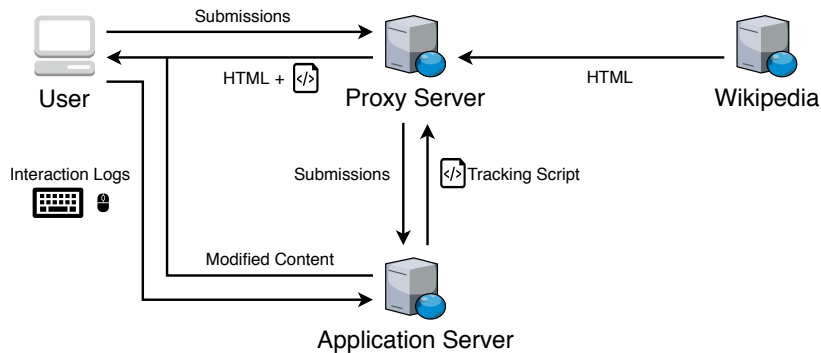 Submissions
HTML + </>
HTML
User
Proxy Server
Wikipedia
Interaction Logs
Submissions
</> Tracking Script
Modified Content
Application Server